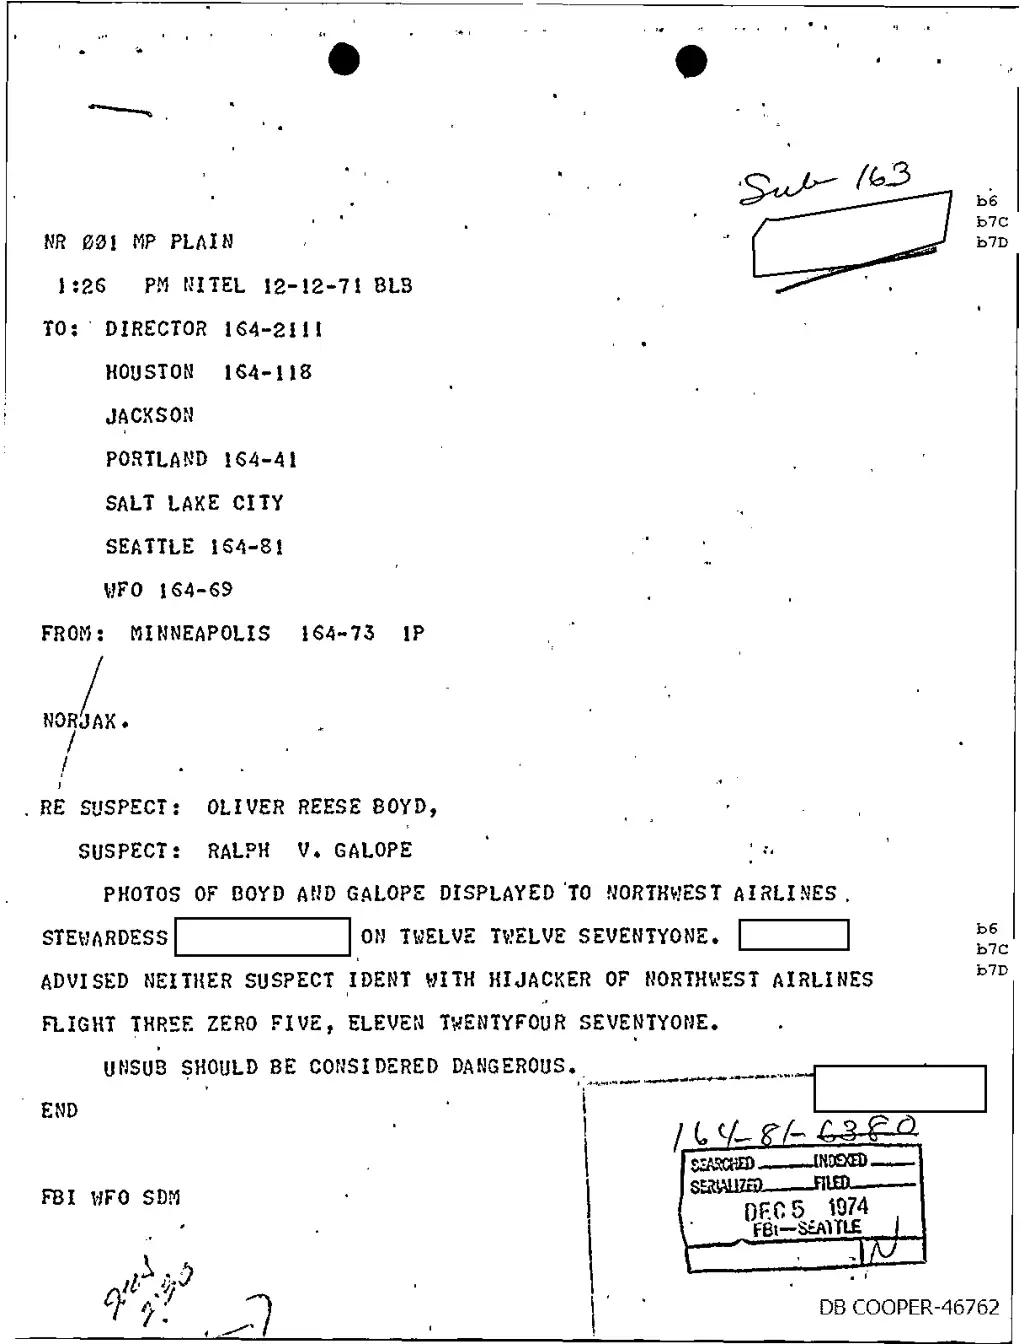 Sub 163
b6
b7C
b7D
NR 001 MP PLAIN
1:26 PM NITEL 12-12-71 BLB
TO: DIRECTOR 164-2111
HOUSTON 164-118
JACKSON
PORTLAND 164-41
SALT LAKE CITY
SEATTLE 164-81
WFO 164-69
FROM: MINNEAPOLIS 164-73 1P
NORJAK.
RE SUSPECT: OLIVER REESE BOYD,
SUSPECT: RALPH V. GALOPE
PHOTOS OF BOYD AND GALOPE DISPLAYED TO NORTHWEST AIRLINES
STEWARDESS ON TWELVE TWELVE SEVENTYONE.
b6
b7C
b7D
ADVISED NEITHER SUSPECT IDENT WITH HIJACKER OF NORTHWEST AIRLINES
FLIGHT THREE ZERO FIVE, ELEVEN TWENTYFOUR SEVENTYONE.
UNSUB SHOULD BE CONSIDERED DANGEROUS.
END
164-81-6380
SEARCHED INDEXED
SERIALIZED FILED
DEC 5 1974
FBI-SEATTLE
N
FBI WFO SDM
DB COOPER-46762